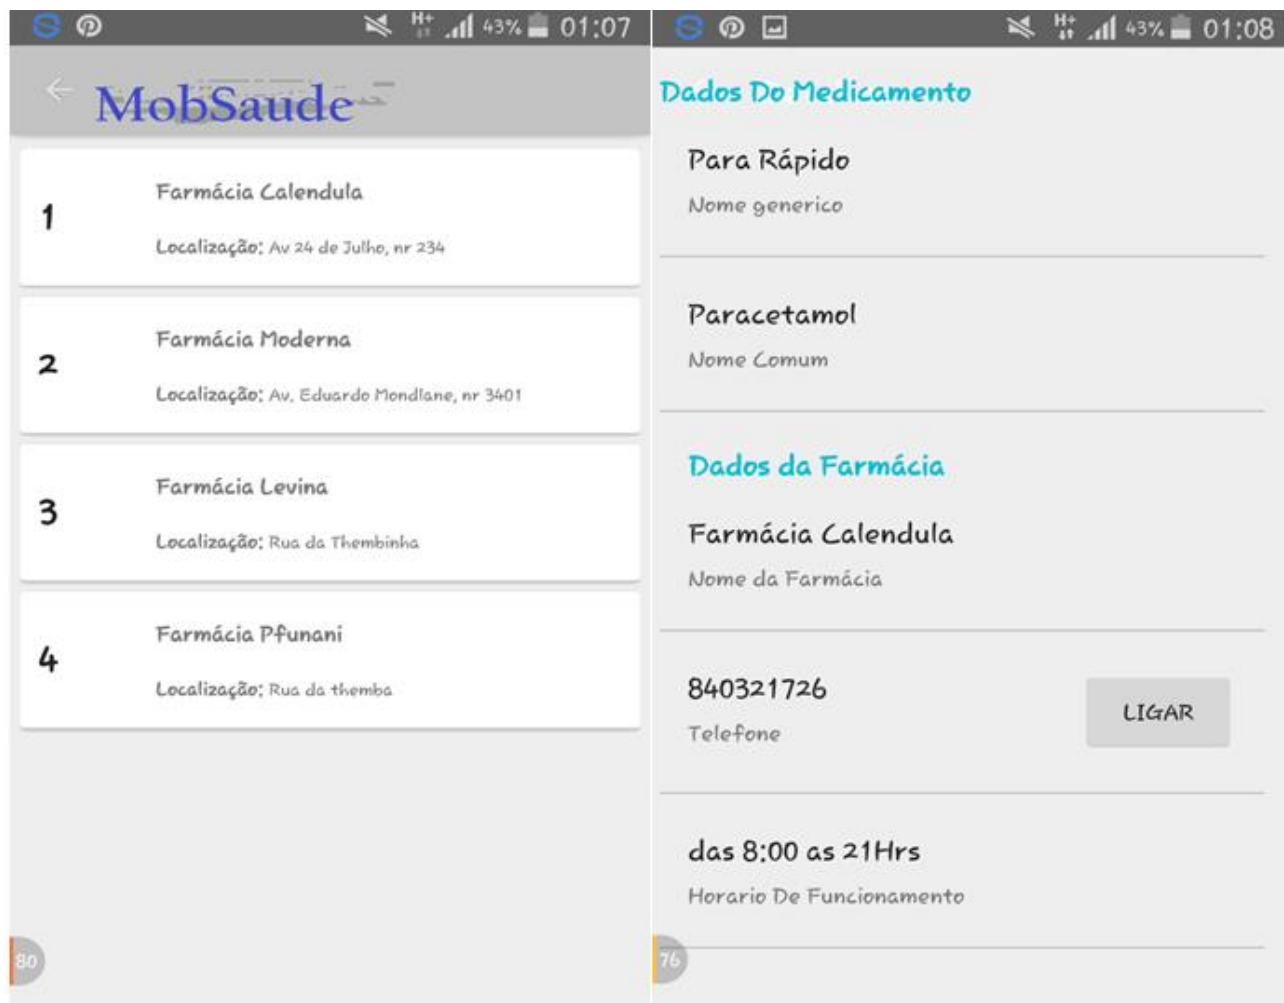 43% 01:07
MobSaude
1
Farmácia Calendula
Localização: Av 24 de Julho, nr 234
2
Farmácia Moderna
Localização: Av. Eduardo Mondlane, nr 3401
3
Farmácia Levina
Localização: Rua da Thembinha
4
Farmácia Pfunani
Localização: Rua da themba
80
H+ 43% 01:08
Dados Do Medicamento
Para Rápido
Nome generico
Paracetamol
Nome Comum
Dados da Farmácia
Farmácia Calendula
Nome da Farmácia
840321726
LIGAR
Telefone
das 8:00 as 21Hrs
Horario De Funcionamento
76